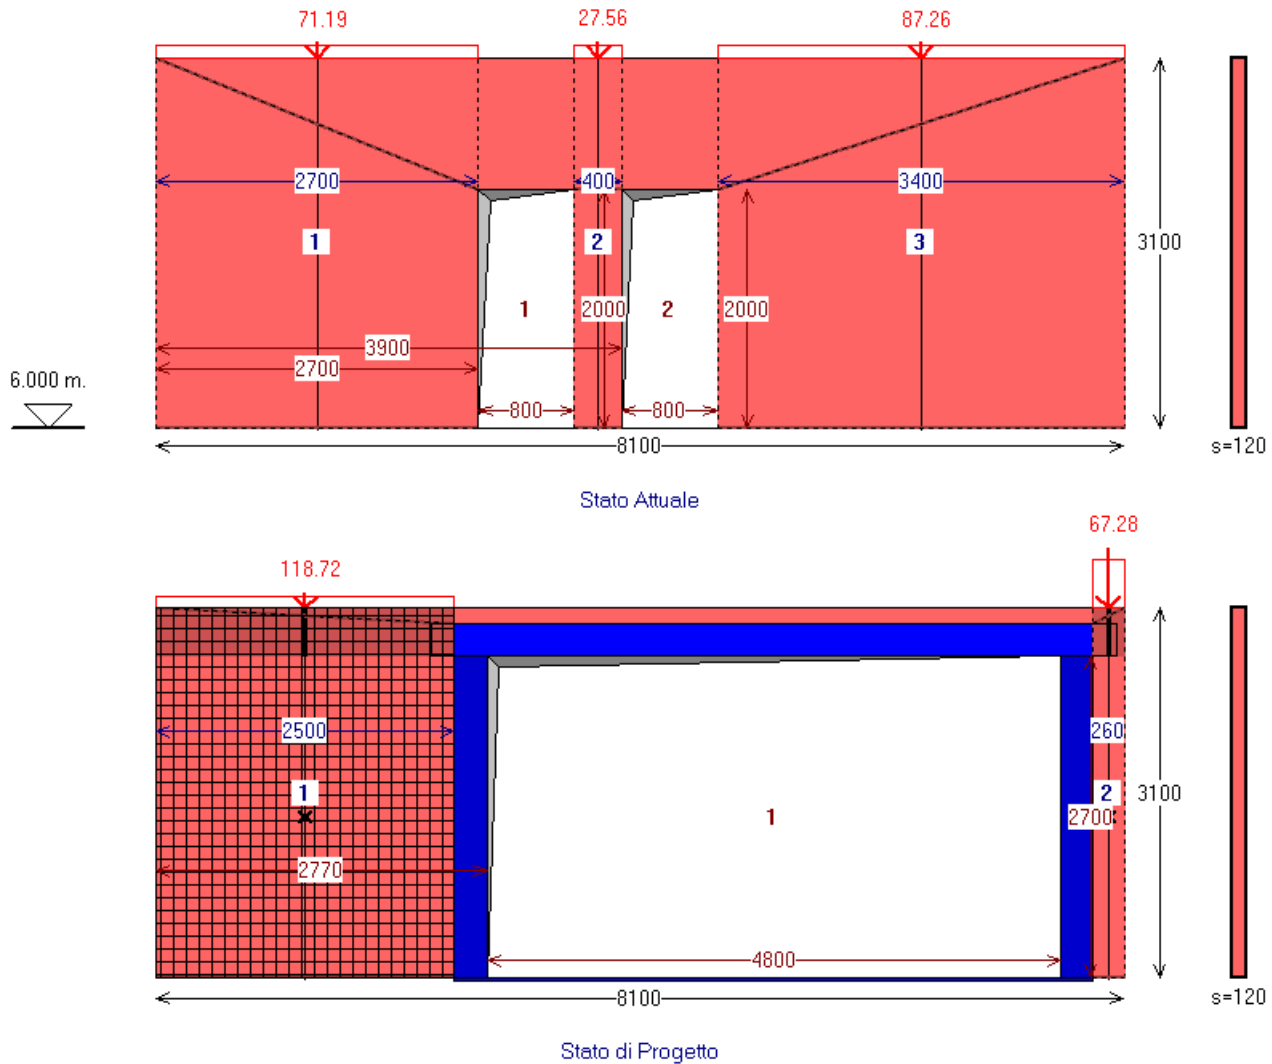 71.19 27.56 87.26
2700 400 3400
1 2 3 3100
1 2000 2 2000
3900
2700
6.000 m.
800 800
8100 s=120
Stato Attuale
67.28
118.72
2500 260
1 2 3100
1 2700
2770
4800
8100 s=120
Stato di Progetto